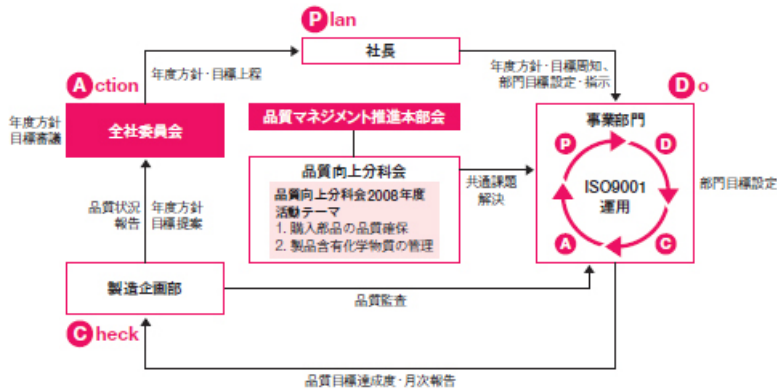 Plan
社長
年度方針・目標上程
年度方針・目標周知、
部門目標設定・指示
Action
全社委員会
年度方針
目標審議
品質マネジメント推進本部会
品質向上分科会
品質向上分科会2008年度
活動テーマ
1. 購入部品の品質確保
2. 製品含有化学物質の管理
共通課題
解決
Do
事業部門
P
D
ISO9001
運用
A
C
部門目標設定
品質状況
報告
年度方針
目標提案
製造企画部
Check
品質監査
品質目標達成度・月次報告